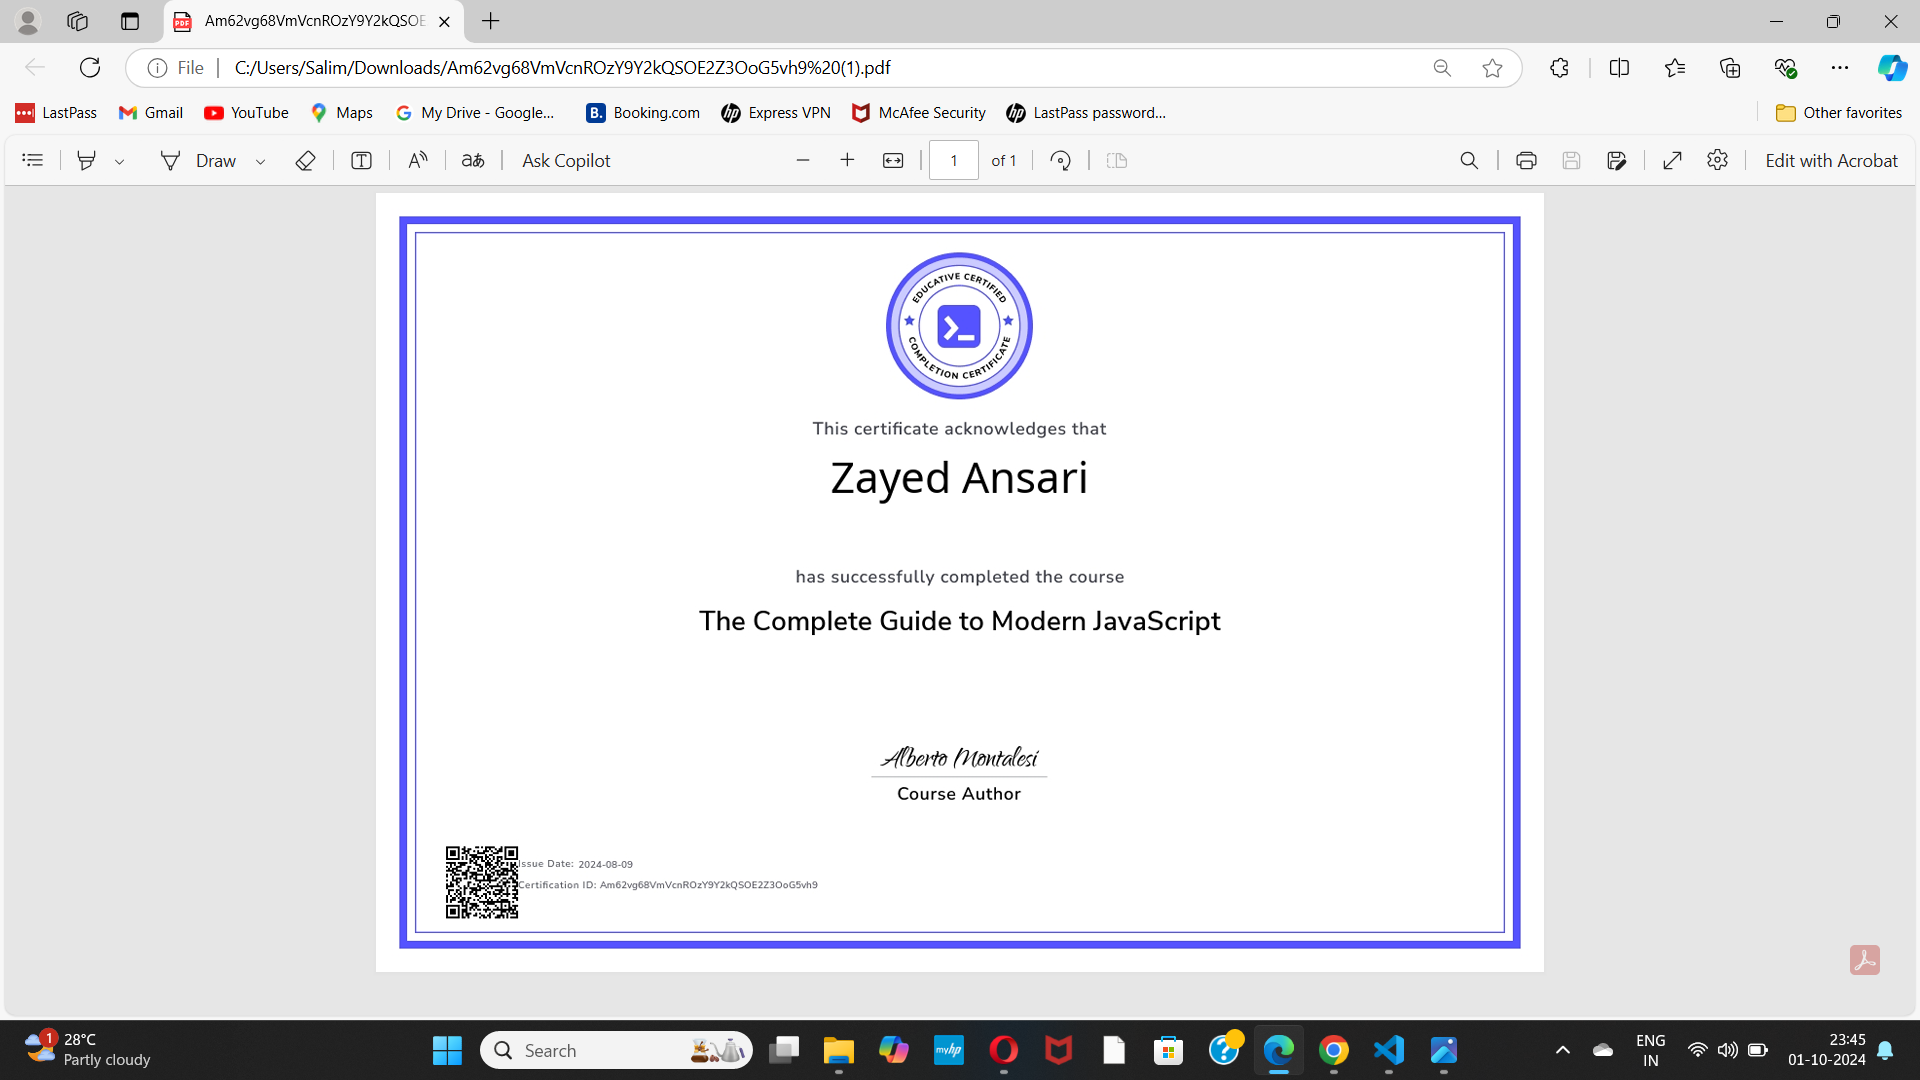 Am62vg68VmVcnROzY9Y2kQSOE
File
C:/Users/Salim/Downloads/Am62vg68VmVcnROzY9Y2kQSOE2Z3OoG5vh9%20(1).pdf
LastPass Gmail YouTube Maps My Drive - Google... Booking.com Express VPN McAfee Security LastPass password... Other favorites
Draw Ask Copilot 1 of 1 Edit with Acrobat
EDUCATIVE CERTIFIED
COMPLETION CERTIFICATE
This certificate acknowledges that
Zayed Ansari
has successfully completed the course
The Complete Guide to Modern JavaScript
Alberto Montalesi
Course Author
Issue Date: 2024-08-09
Certification ID: Am62vg68VmVcnROzY9Y2kQSOE2Z3OoG5vh9
1 28°C
Partly cloudy
Search
myhp
ENG
IN
23:45
01-10-2024